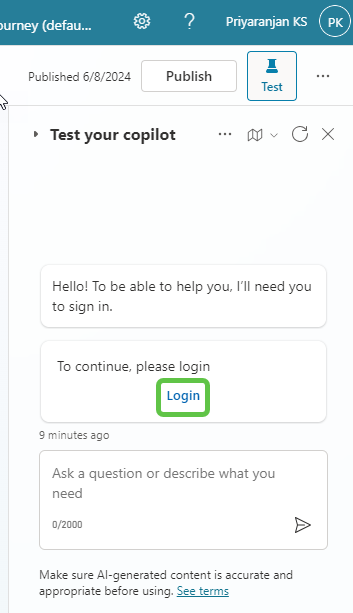 ourney (defau...
?
Priyaranjan KS
PK
Published 6/8/2024
Publish
Test
...
Test your copilot
...
Hello! To be able to help you, I'll need you
to sign in.
To continue, please login
Login
9 minutes ago
Ask a question or describe what you
need
0/2000
Make sure AI-generated content is accurate and
appropriate before using. See terms